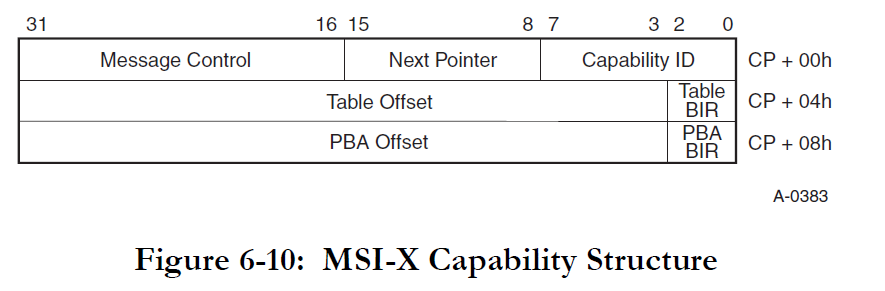 31 16 15 8 7 3 2 0
Message Control Next Pointer Capability ID CP + 00h
Table Offset Table BIR CP + 04h
PBA Offset PBA BIR CP + 08h
A-0383
Figure 6-10: MSI-X Capability Structure